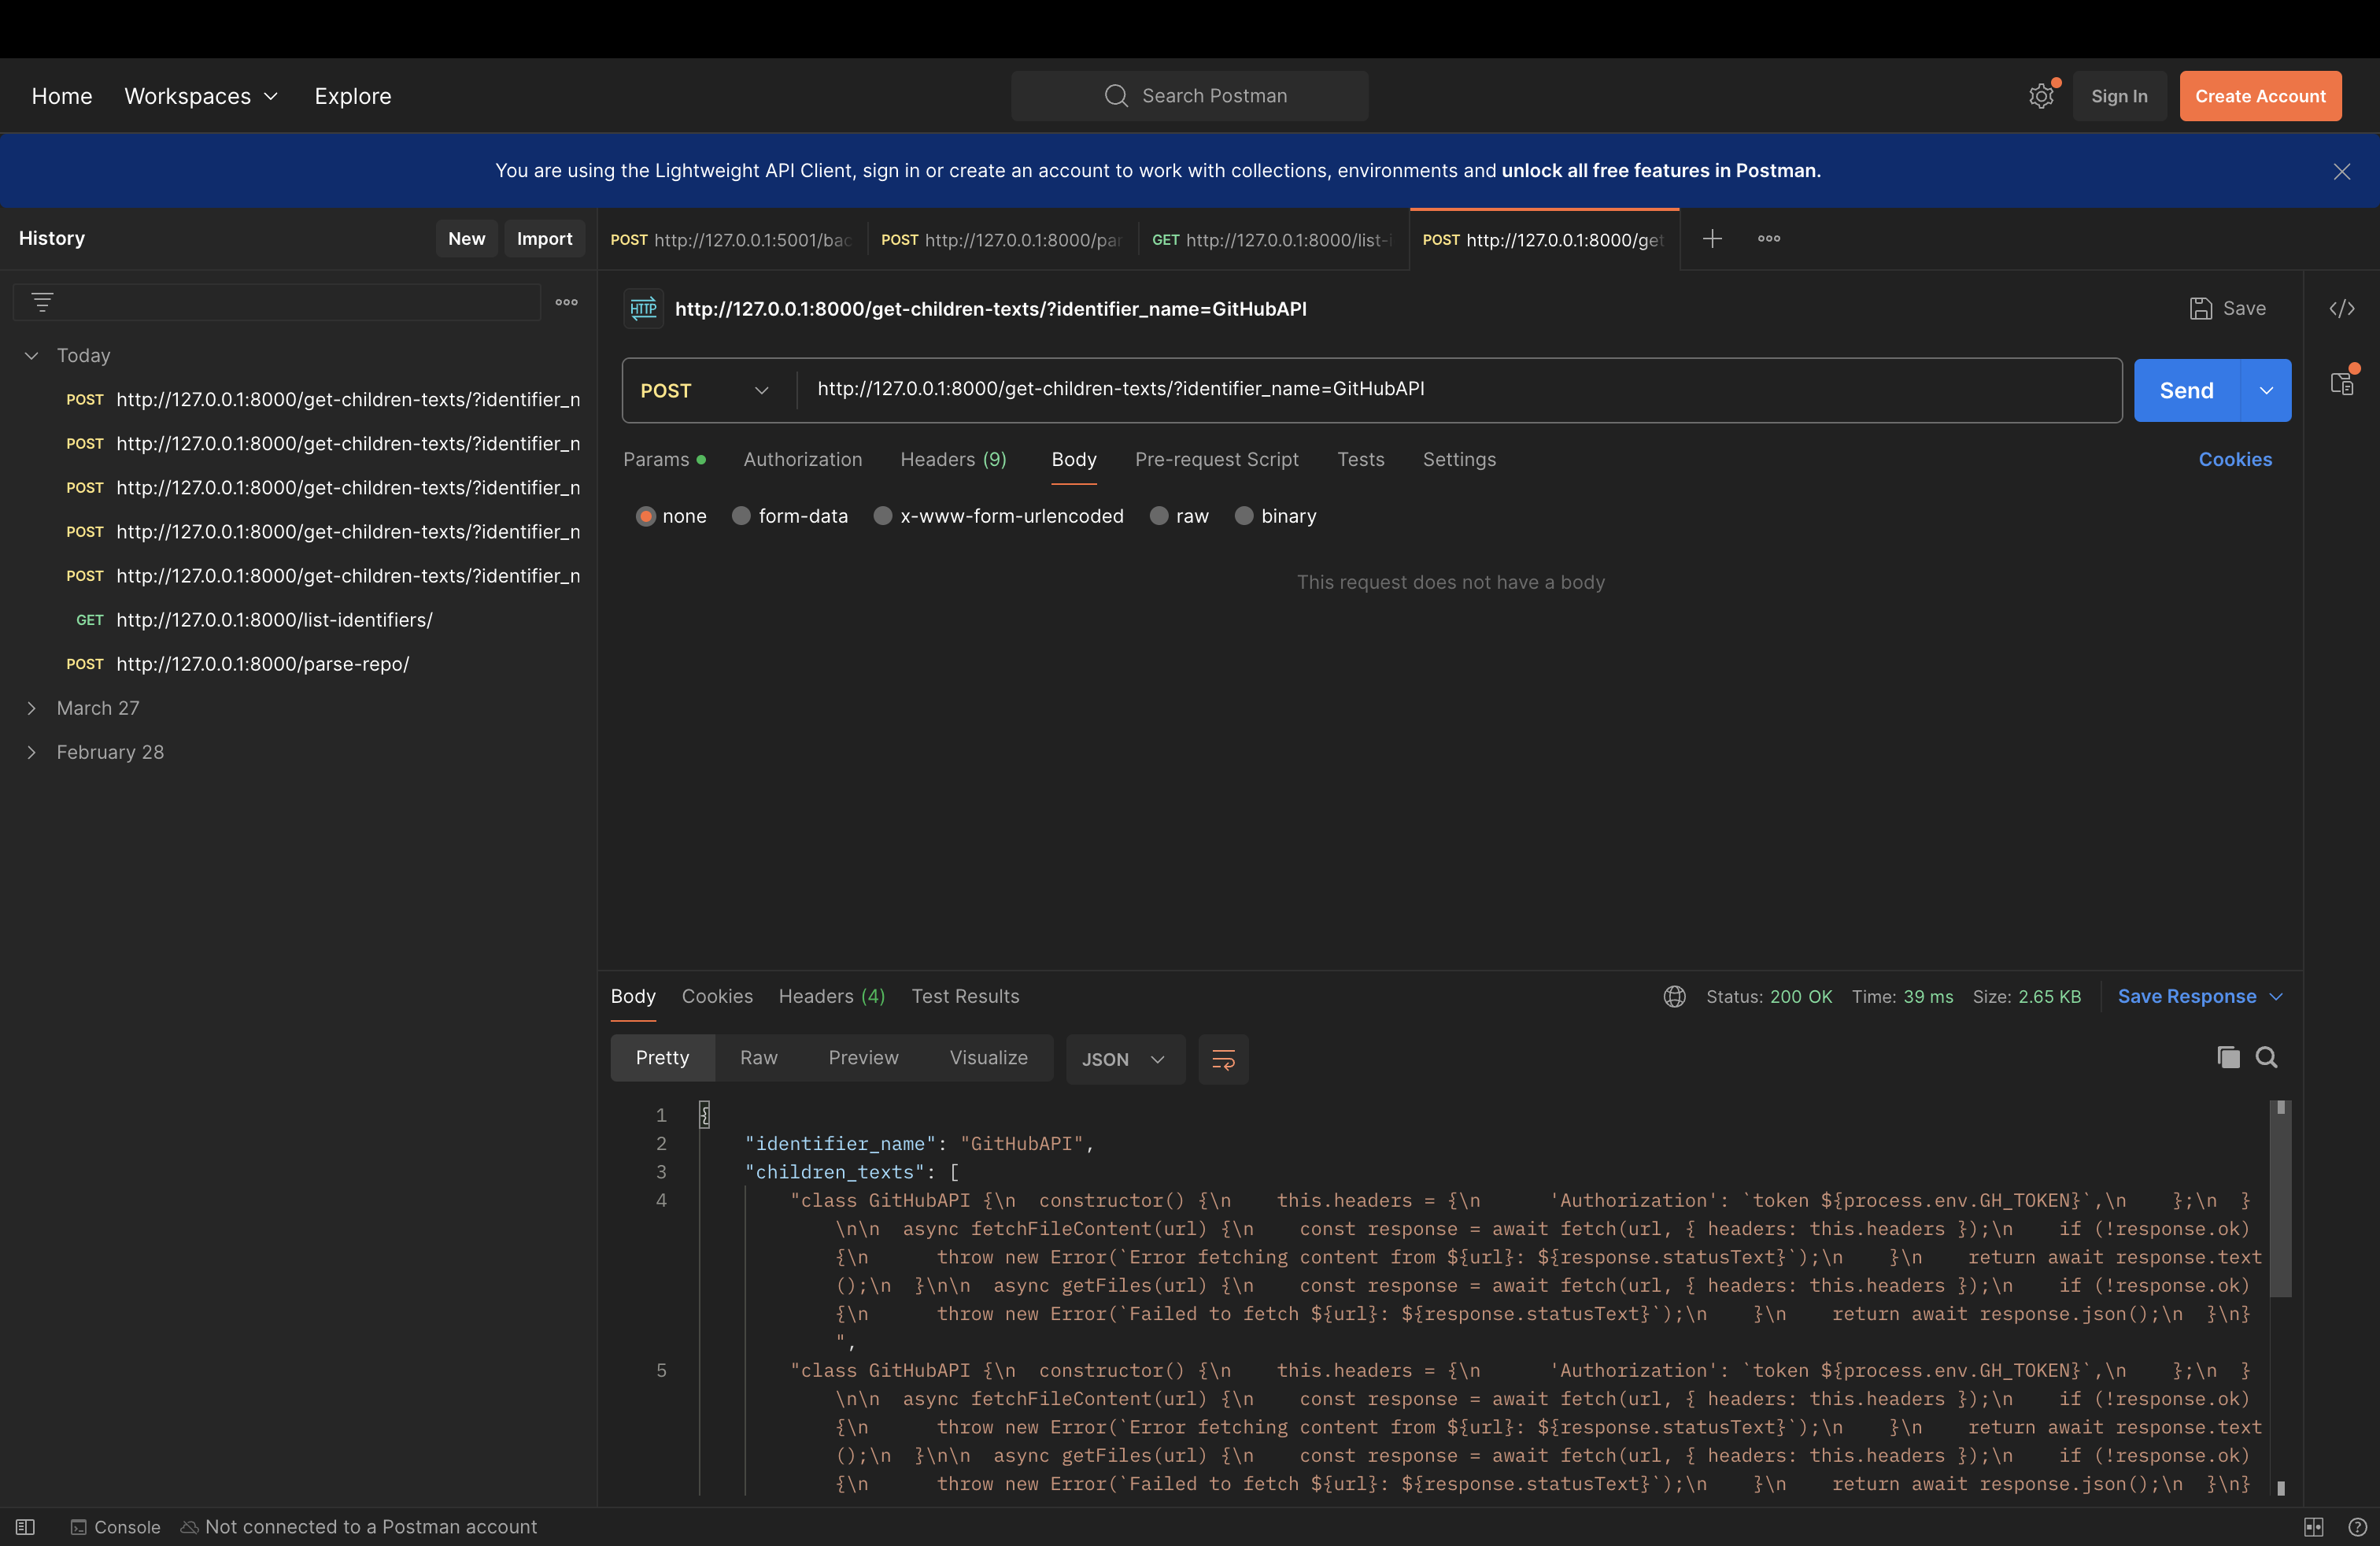 Home Workspaces Explore Search Postman Sign In Create Account
You are using the Lightweight API Client, sign in or create an account to work with collections, environments and unlock all free features in Postman.
History New Import
Today
POST http://127.0.0.1:8000/get-children-texts/?identifier_n
POST http://127.0.0.1:8000/get-children-texts/?identifier_n
POST http://127.0.0.1:8000/get-children-texts/?identifier_n
POST http://127.0.0.1:8000/get-children-texts/?identifier_n
POST http://127.0.0.1:8000/get-children-texts/?identifier_n
GET http://127.0.0.1:8000/list-identifiers/
POST http://127.0.0.1:8000/parse-repo/
March 27
February 28
POST http://127.0.0.1:5001/bac POST http://127.0.0.1:8000/par GET http://127.0.0.1:8000/list-i POST http://127.0.0.1:8000/get
HTTP http://127.0.0.1:8000/get-children-texts/?identifier_name=GitHubAPI Save
POST http://127.0.0.1:8000/get-children-texts/?identifier_name=GitHubAPI Send
Params Authorization Headers (9) Body Pre-request Script Tests Settings Cookies
none form-data x-www-form-urlencoded raw binary
This request does not have a body
Body Cookies Headers (4) Test Results Status: 200 OK Time: 39 ms Size: 2.65 KB Save Response
Pretty Raw Preview Visualize JSON
1 {
2 "identifier_name": "GitHubAPI",
3 "children_texts": [
4 "class GitHubAPI {\n  constructor() {\n    this.headers = {\n      'Authorization': `token ${process.env.GH_TOKEN}`,\n    };\n  }
\n\n  async fetchFileContent(url) {\n    const response = await fetch(url, { headers: this.headers });\n    if (!response.ok)
{\n      throw new Error(`Error fetching content from ${url}: ${response.statusText}`);\n    }\n    return await response.text
();\n  }\n\n  async getFiles(url) {\n    const response = await fetch(url, { headers: this.headers });\n    if (!response.ok)
{\n      throw new Error(`Failed to fetch ${url}: ${response.statusText}`);\n    }\n    return await response.json();\n  }\n}
",
5 "class GitHubAPI {\n  constructor() {\n    this.headers = {\n      'Authorization': `token ${process.env.GH_TOKEN}`,\n    };\n  }
\n\n  async fetchFileContent(url) {\n    const response = await fetch(url, { headers: this.headers });\n    if (!response.ok)
{\n      throw new Error(`Error fetching content from ${url}: ${response.statusText}`);\n    }\n    return await response.text
();\n  }\n\n  async getFiles(url) {\n    const response = await fetch(url, { headers: this.headers });\n    if (!response.ok)
{\n      throw new Error(`Failed to fetch ${url}: ${response.statusText}`);\n    }\n    return await response.json();\n  }\n}
Console Not connected to a Postman account